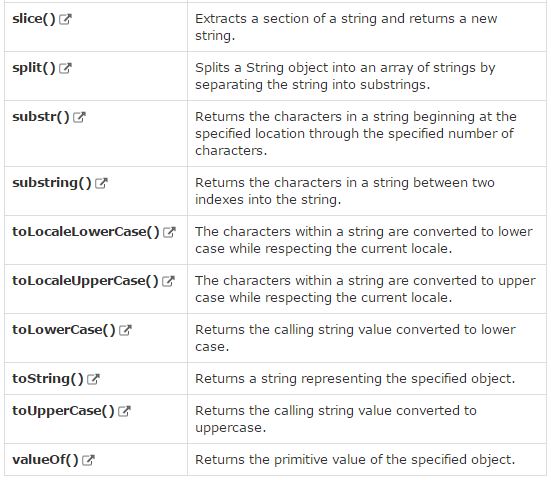 slice()
Extracts a section of a string and returns a new
string.
split()
Splits a String object into an array of strings by
separating the string into substrings.
substr()
Returns the characters in a string beginning at the
specified location through the specified number of
characters.
substring()
Returns the characters in a string between two
indexes into the string.
toLocaleLowerCase()
The characters within a string are converted to lower
case while respecting the current locale.
toLocaleUpperCase()
The characters within a string are converted to upper
case while respecting the current locale.
toLowerCase()
Returns the calling string value converted to lower
case.
toString()
Returns a string representing the specified object.
toUpperCase()
Returns the calling string value converted to
uppercase.
valueOf()
Returns the primitive value of the specified object.